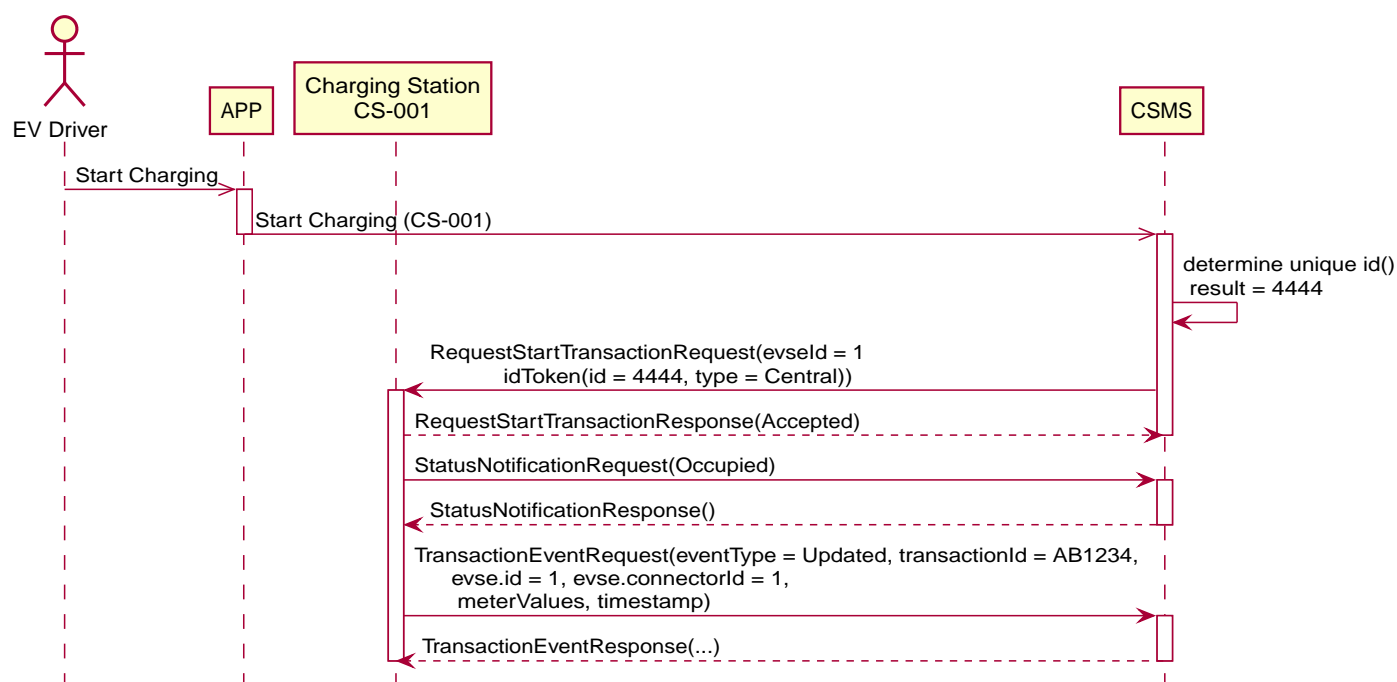 Charging Station
CS-001
APP
CSMS
EV Driver
Start Charging
Start Charging (CS-001)
determine unique id()
result = 4444
RequestStartTransactionRequest(evseId = 1
idToken(id = 4444, type = Central))
RequestStartTransactionResponse(Accepted)
StatusNotificationRequest(Occupied)
StatusNotificationResponse()
TransactionEventRequest(eventType = Updated, transactionId = AB1234,
evse.id = 1, evse.connectorId = 1,
meterValues, timestamp)
TransactionEventResponse(...)